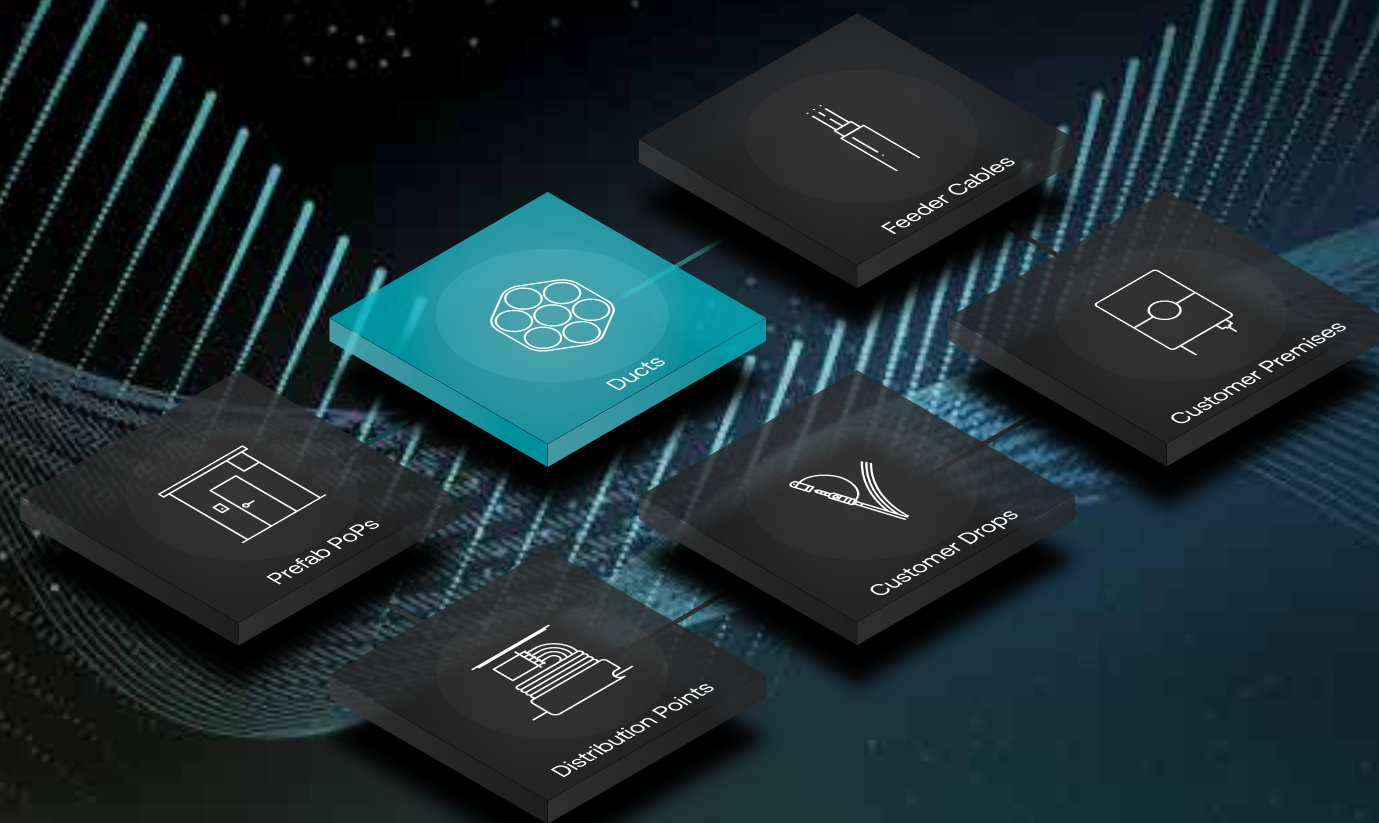 Feeder Cables
Ducts
Customer Premises
Prefab PoPs
Customer Drops
Distribution Points